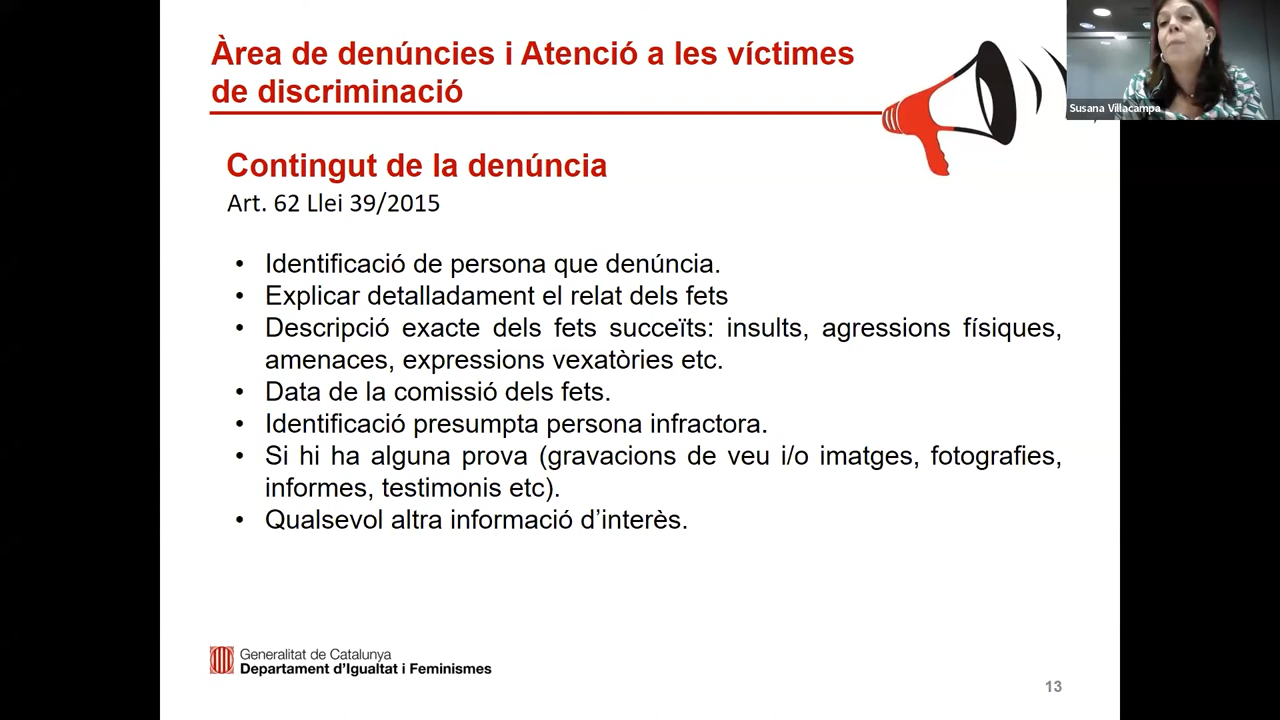 Àrea de denúncies i Atenció a les víctimes
de discriminació
Susana Villacampa
Contingut de la denúncia
Art. 62 Llei 39/2015
• Identificació de persona que denúncia.
• Explicar detalladament el relat dels fets
• Descripció exacte dels fets succeïts: insults, agressions físiques,
amenaces, expressions vexatòries etc.
• Data de la comissió dels fets.
• Identificació presumpta persona infractora.
• Si hi ha alguna prova (gravacions de veu i/o imatges, fotografies,
informes, testimonis etc).
• Qualsevol altra informació d’interès.
Generalitat de Catalunya
Departament d’Igualtat i Feminismes
13